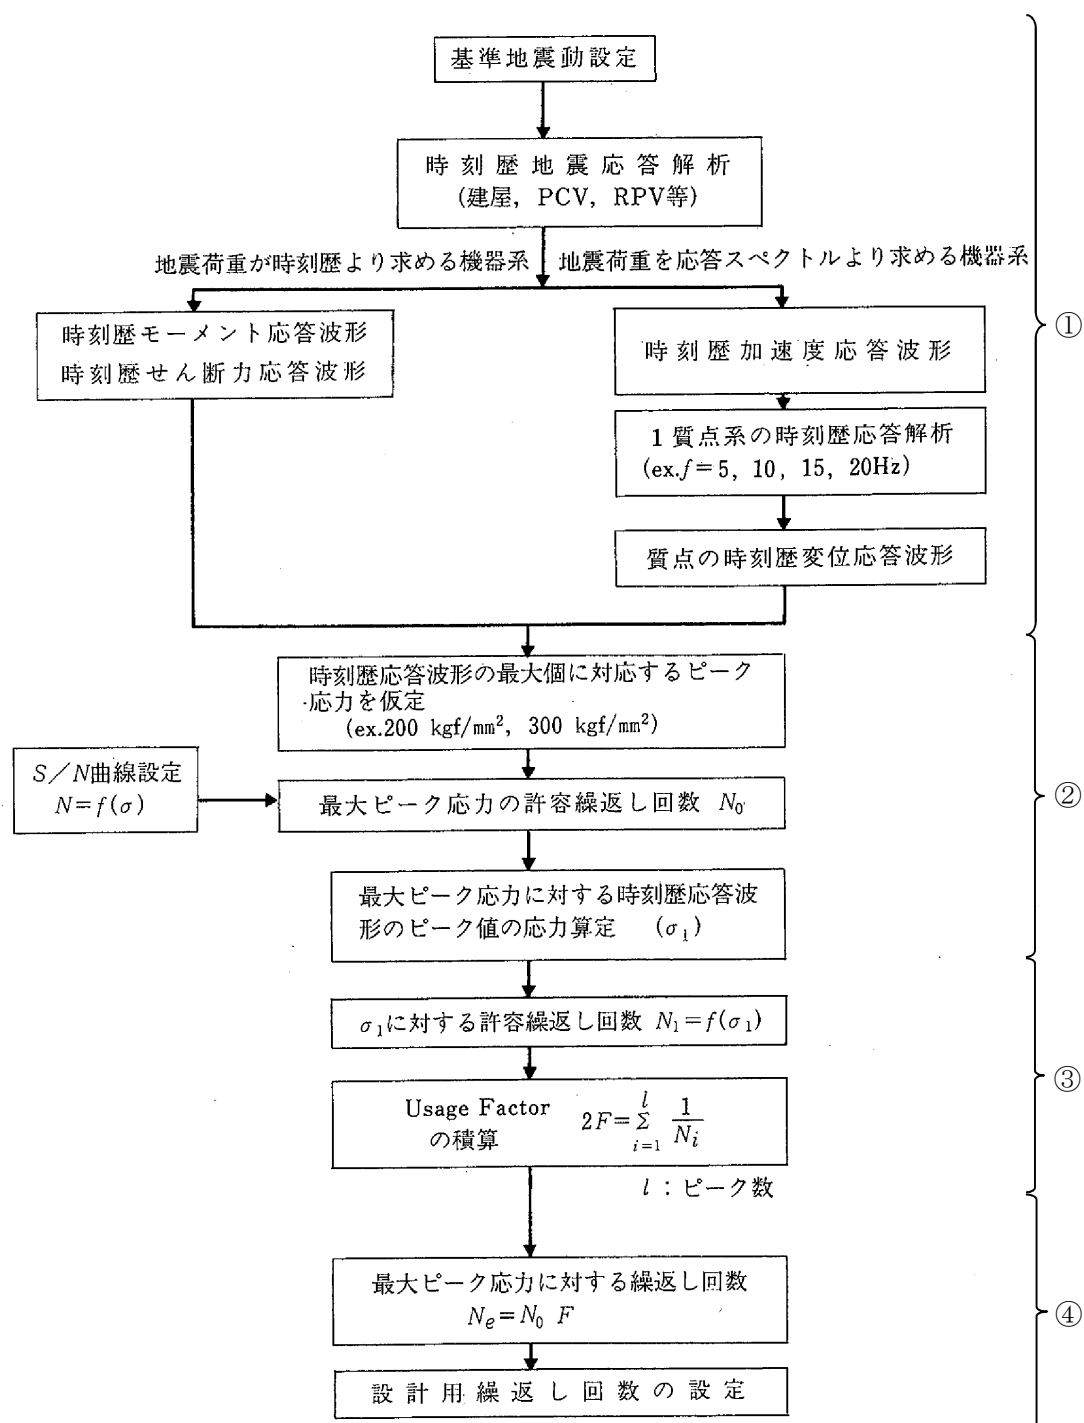 基準地震動設定
時刻歴地震応答解析
(建屋, PCV, RPV等)
地震荷重が時刻歴より求める機器系
地震荷重を応答スペクトルより求める機器系
時刻歴モーメント応答波形
時刻歴せん断力応答波形
時刻歴加速度応答波形
1質点系の時刻歴応答解析
(ex.f=5, 10, 15, 20Hz)
質点の時刻歴変位応答波形
①
時刻歴応答波形の最大個に対応するピーク
応力を仮定
(ex.200 kgf/mm², 300 kgf/mm²)
S/N曲線設定
N=f(σ)
最大ピーク応力の許容繰返し回数 N₀
②
最大ピーク応力に対する時刻歴応答波
形のピーク値の応力算定 (σ₁)
σ₁に対する許容繰返し回数 N₁=f(σ₁)
③
Usage Factor
の積算
2F=Σ_{i=1}^{l} 1/Nᵢ
l:ピーク数
最大ピーク応力に対する繰返し回数
Nₑ=N₀ F
④
設計用繰返し回数の設定